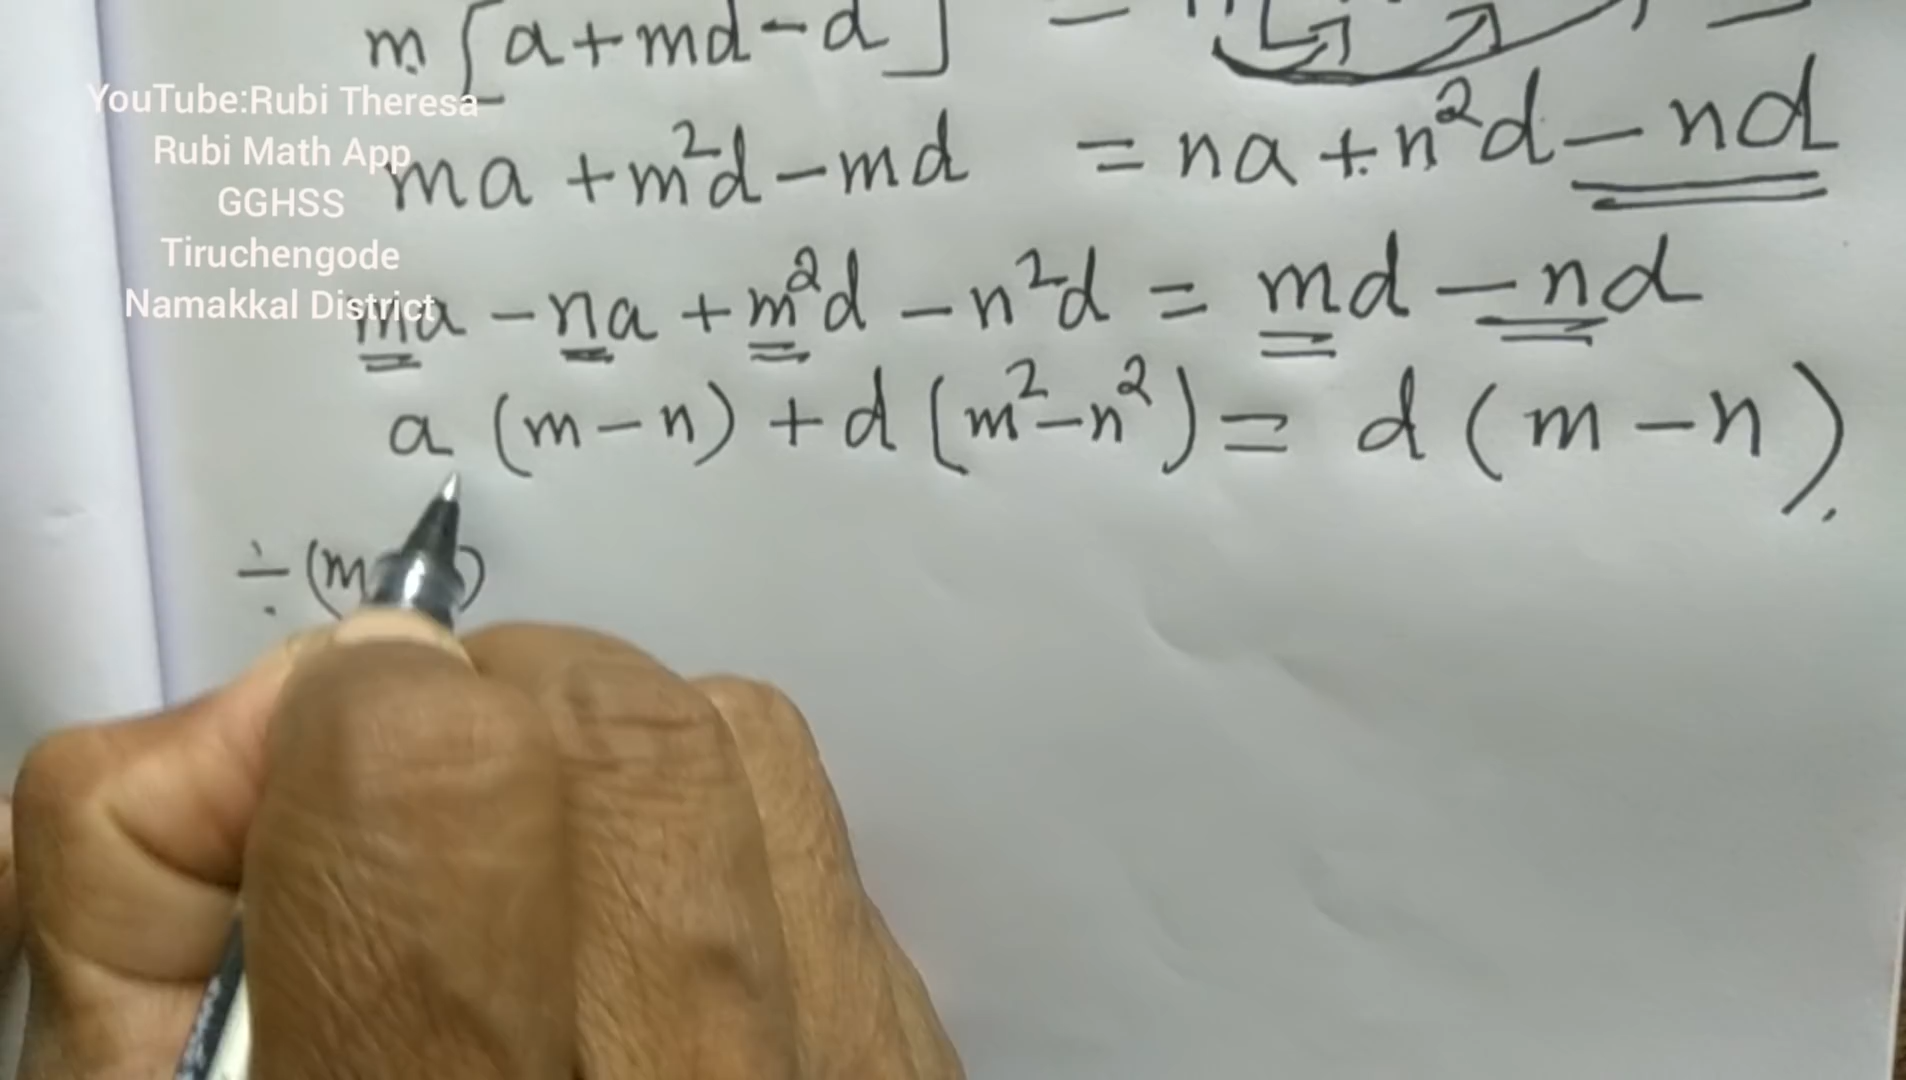 m[a+md-d] =
YouTube:Rubi Theresa
Rubi Math App
GGHSS
Tiruchengode
Namakkal District
ma + m²d - md = na + n²d - nd
ma - na + m²d - n²d = md - nd
a (m - n) + d (m² - n²) = d (m - n)
÷ (m